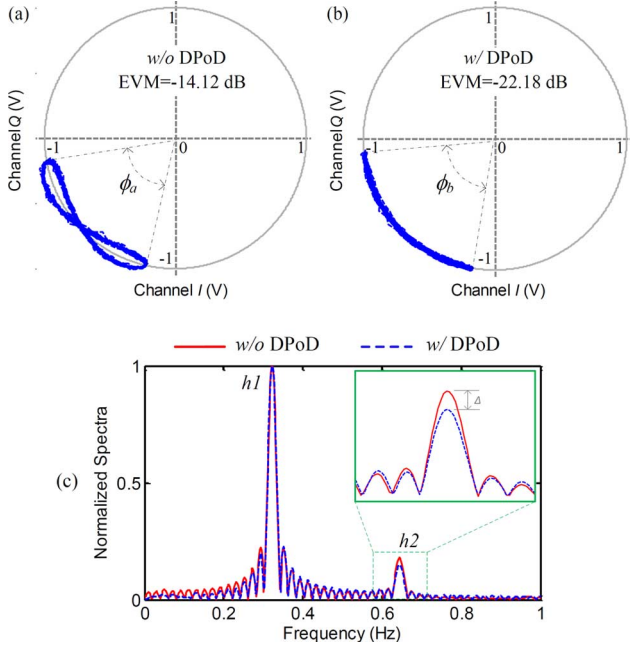 (a)
1
w/o DPoD
EVM=-14.12 dB
Channel Q (V)
-1
0
1
ϕa
-1
Channel I (V)
(b)
1
w/ DPoD
EVM=-22.18 dB
Channel Q (V)
-1
0
1
ϕb
-1
Channel I (V)
w/o DPoD
w/ DPoD
(c)
Normalized Spectra
1
0.5
0
h1
Δ
h2
0
0.2
0.4
0.6
0.8
1
Frequency (Hz)